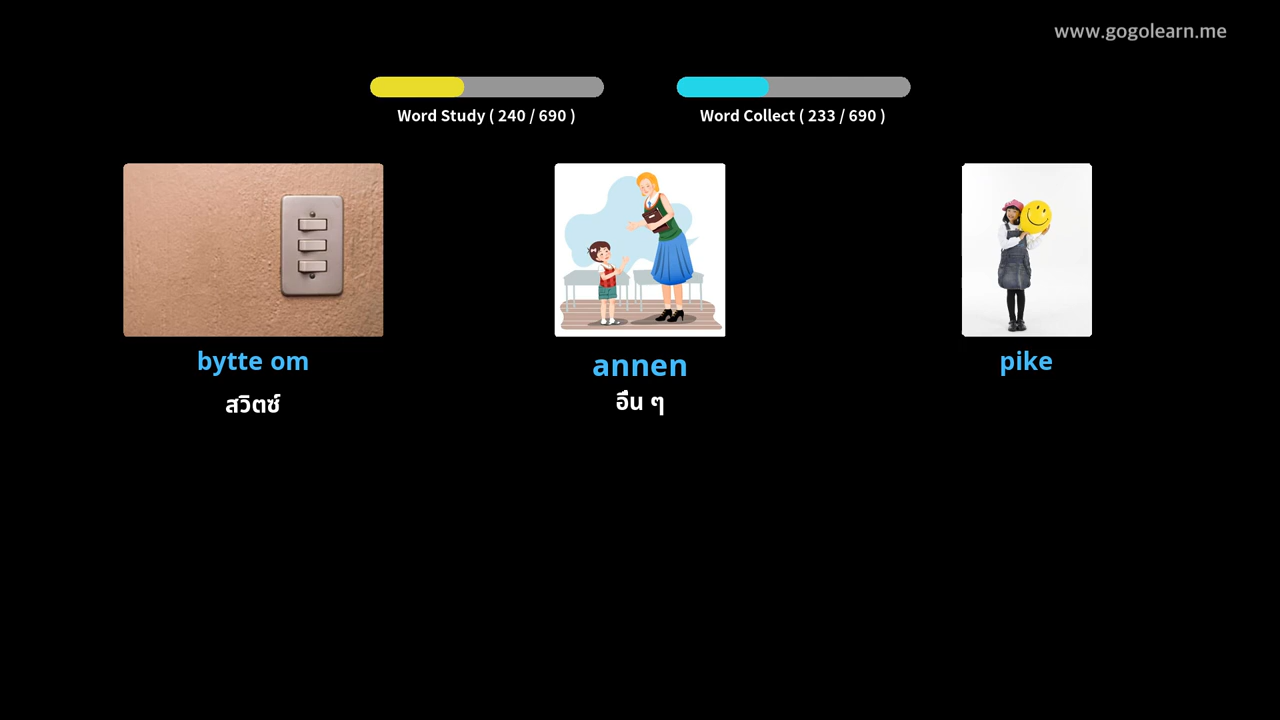 www.gogolearn.me
Word Study ( 240 / 690 )
Word Collect ( 233 / 690 )
bytte om
สวิตซ์
annen
อื่น ๆ
pike